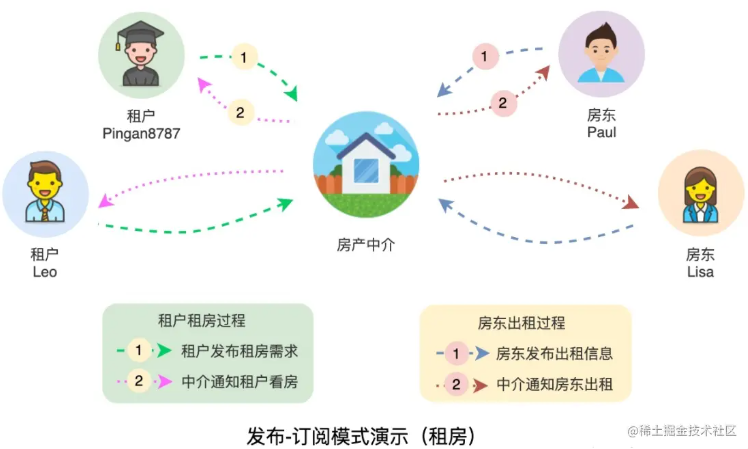 1
1
2
2
租户
Pingan8787
房东
Paul
房产中介
租户
Leo
房东
Lisa
租户租房过程
1 租户发布租房需求
2 中介通知租户看房
房东出租过程
1 房东发布出租信息
2 中介通知房东出租
发布-订阅模式演示（租房）
@稀土掘金技术社区